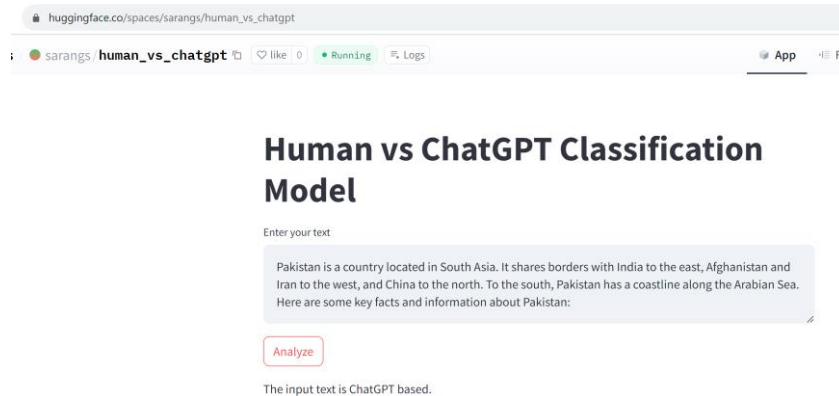 huggingface.co/spaces/sarangs/human_vs_chatgpt
sarangs/human_vs_chatgpt like 0 Running Logs App
Human vs ChatGPT Classification
Model
Enter your text
Pakistan is a country located in South Asia. It shares borders with India to the east, Afghanistan and
Iran to the west, and China to the north. To the south, Pakistan has a coastline along the Arabian Sea.
Here are some key facts and information about Pakistan:
Analyze
The input text is ChatGPT based.